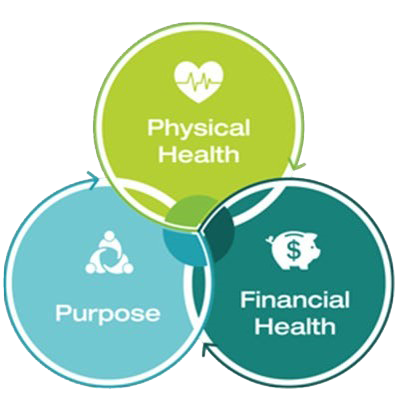 Physical
Health
Purpose
Financial
Health
$